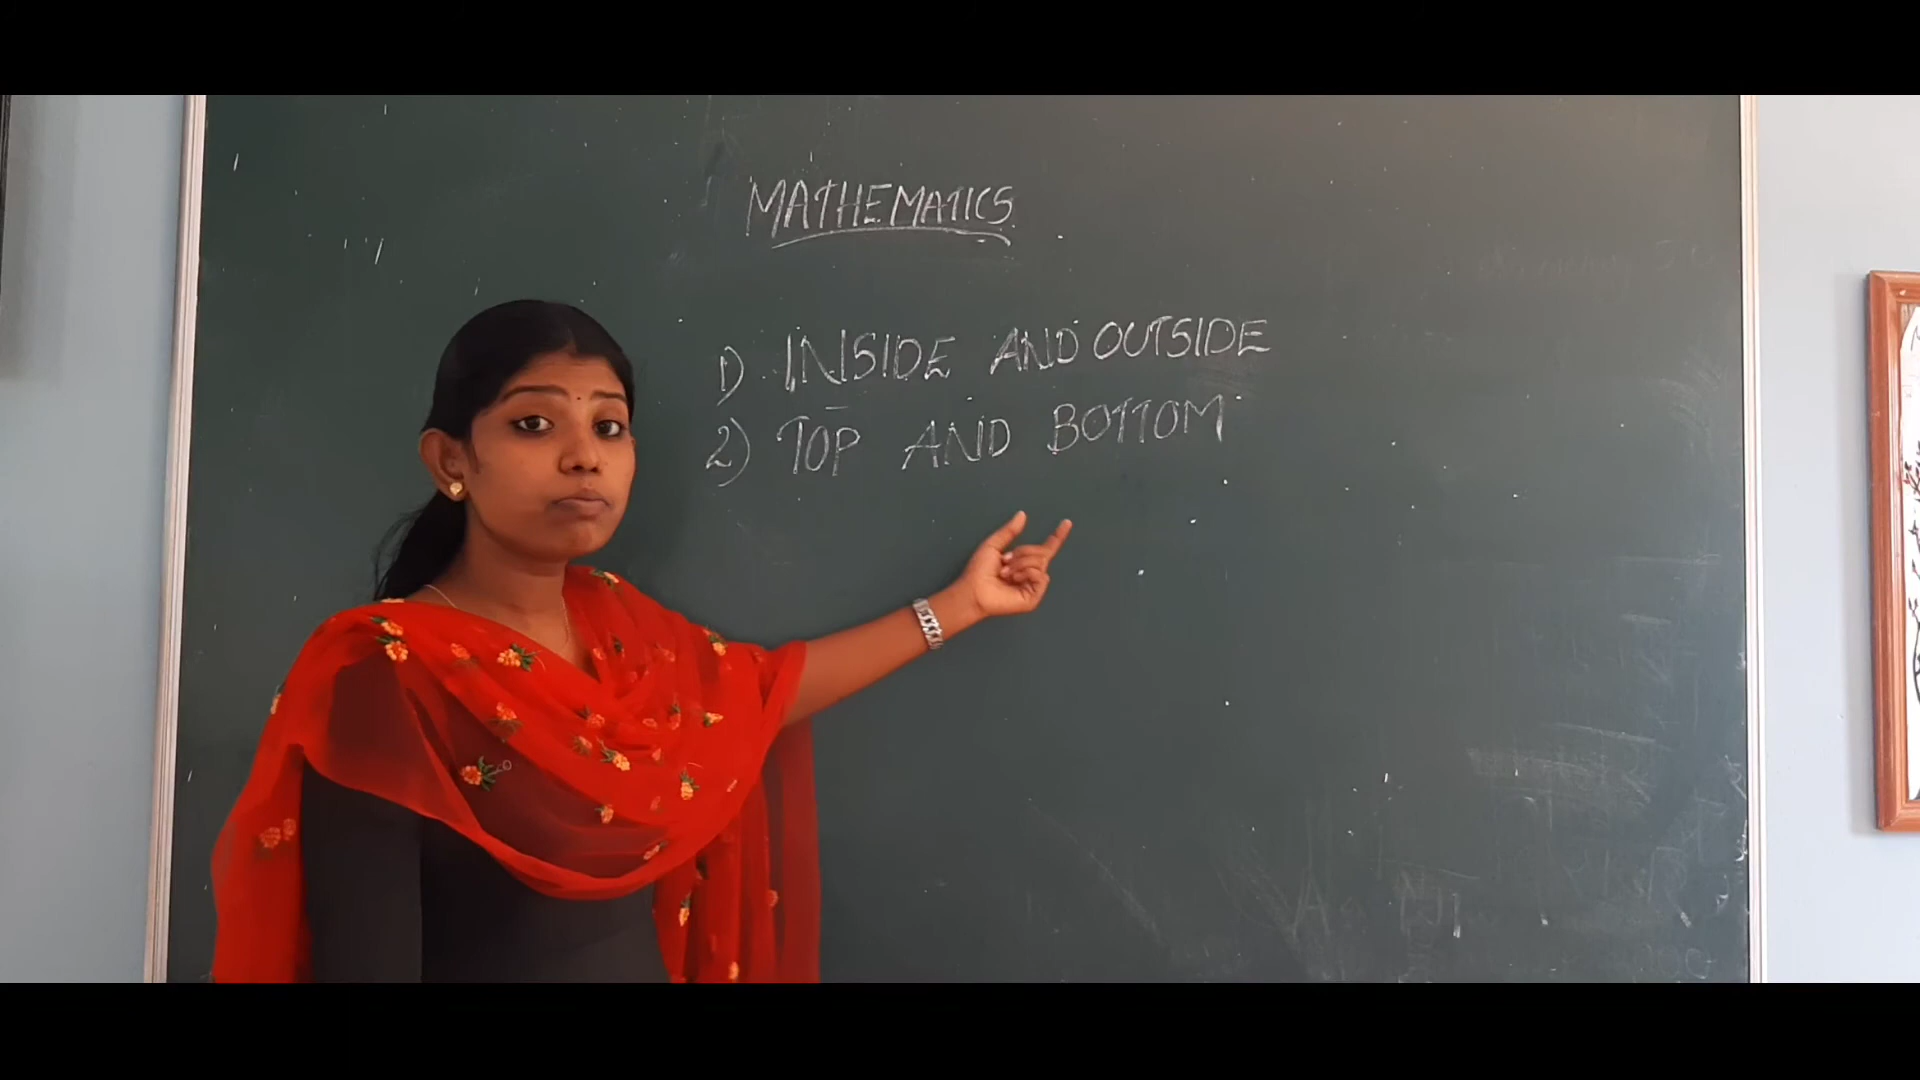 MATHEMATICS
1) INSIDE AND OUTSIDE
2) TOP AND BOTTOM